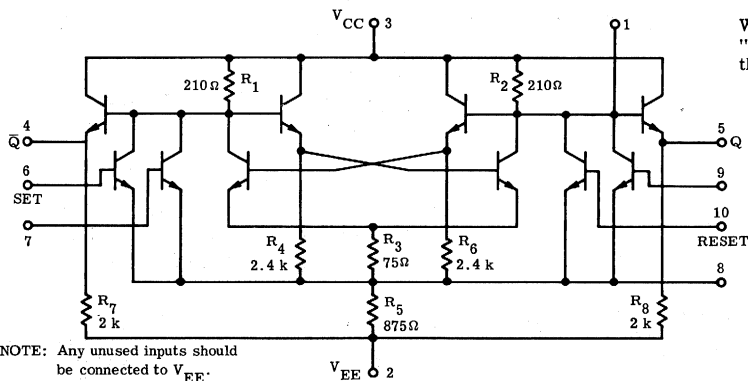 V CC 3
1
W
"
th
210Ω R1
R2 210Ω
4
Q̄
5
Q
6
SET
9
10
RESET
7
R4
2.4 k
R3
75Ω
R6
2.4 k
8
R7
2 k
R5
875Ω
R8
2 k
NOTE: Any unused inputs should
be connected to VEE.
VEE 2